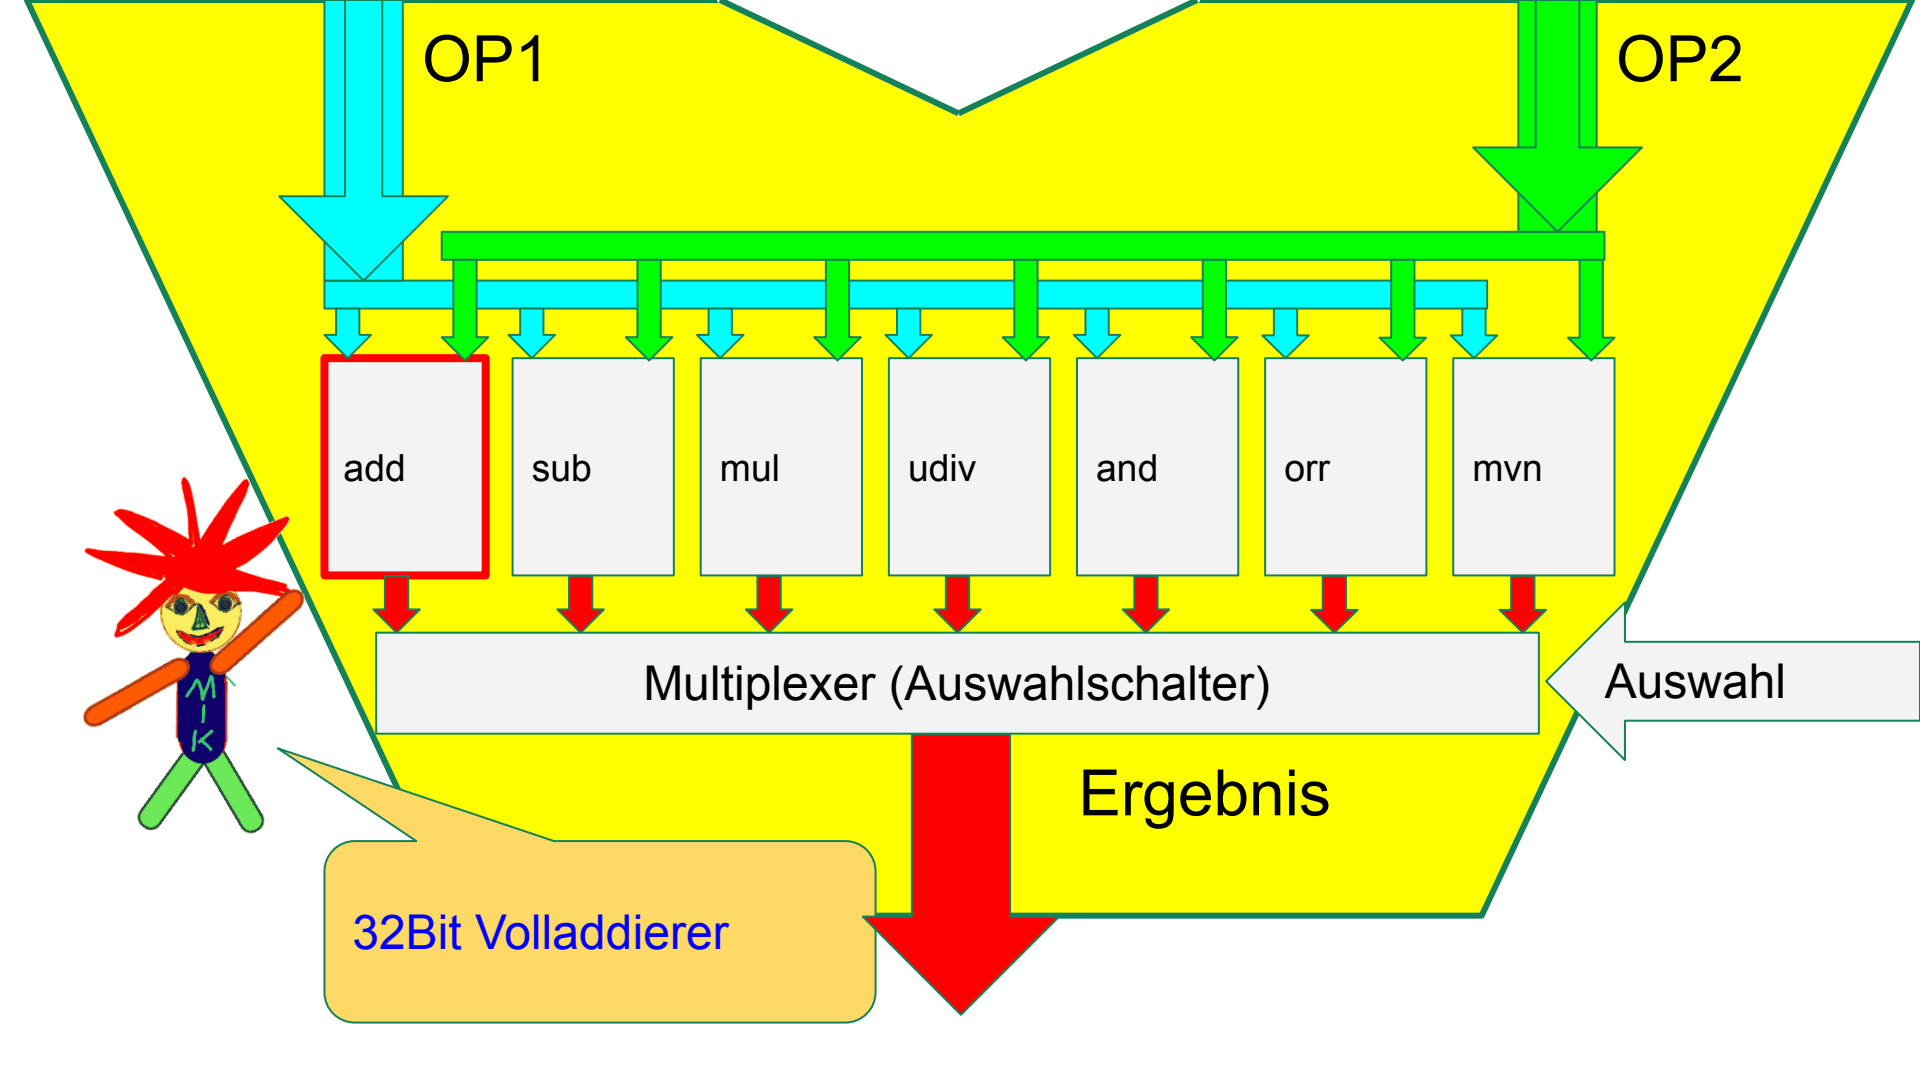 OP1
OP2
add
sub
mul
udiv
and
orr
mvn
Multiplexer (Auswahlschalter)
Auswahl
MIK
Ergebnis
32Bit Volladdierer